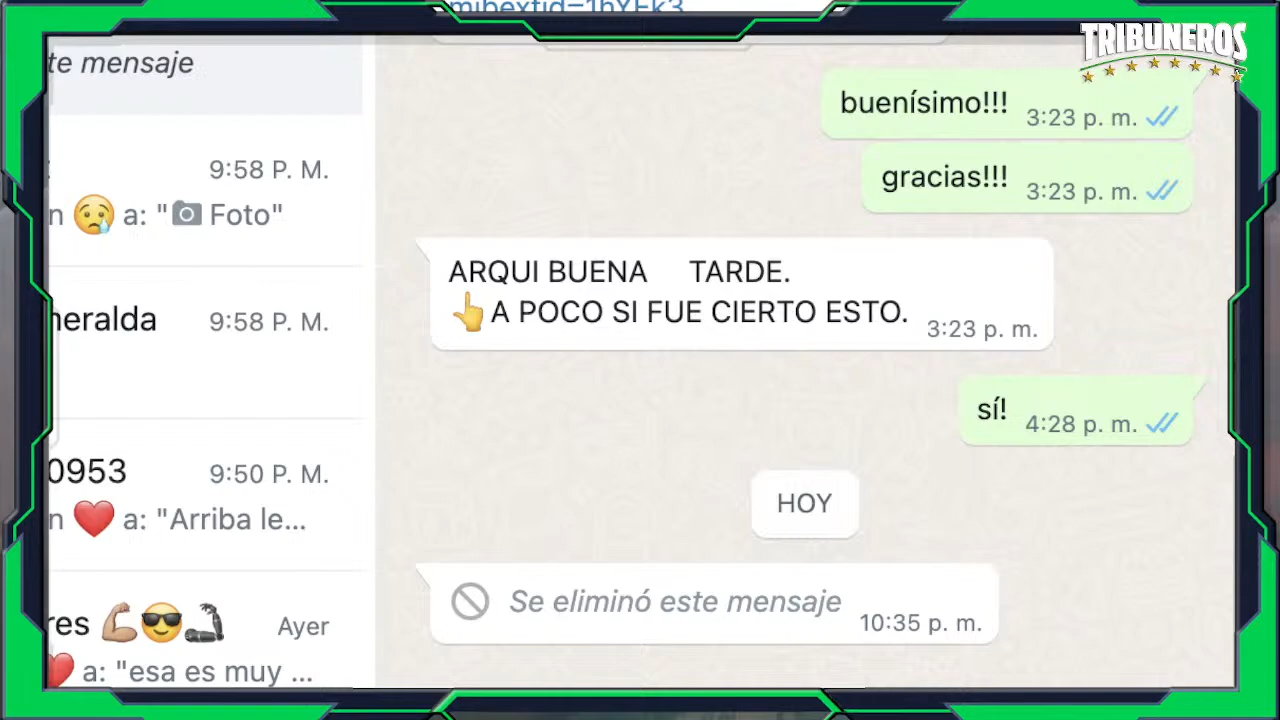 TRIBUNEROS
te mensaje
9:58 P. M.
n 😢 a: "📷 Foto"
neralda
9:58 P. M.
0953
9:50 P. M.
n ❤️ a: "Arriba le...
res 💪😎🦾
Ayer
❤️ a: "esa es muy ...
buenísimo!!! 3:23 p. m.
gracias!!! 3:23 p. m.
ARQUI BUENA TARDE.
👆A POCO SI FUE CIERTO ESTO. 3:23 p. m.
sí! 4:28 p. m.
HOY
Se eliminó este mensaje 10:35 p. m.